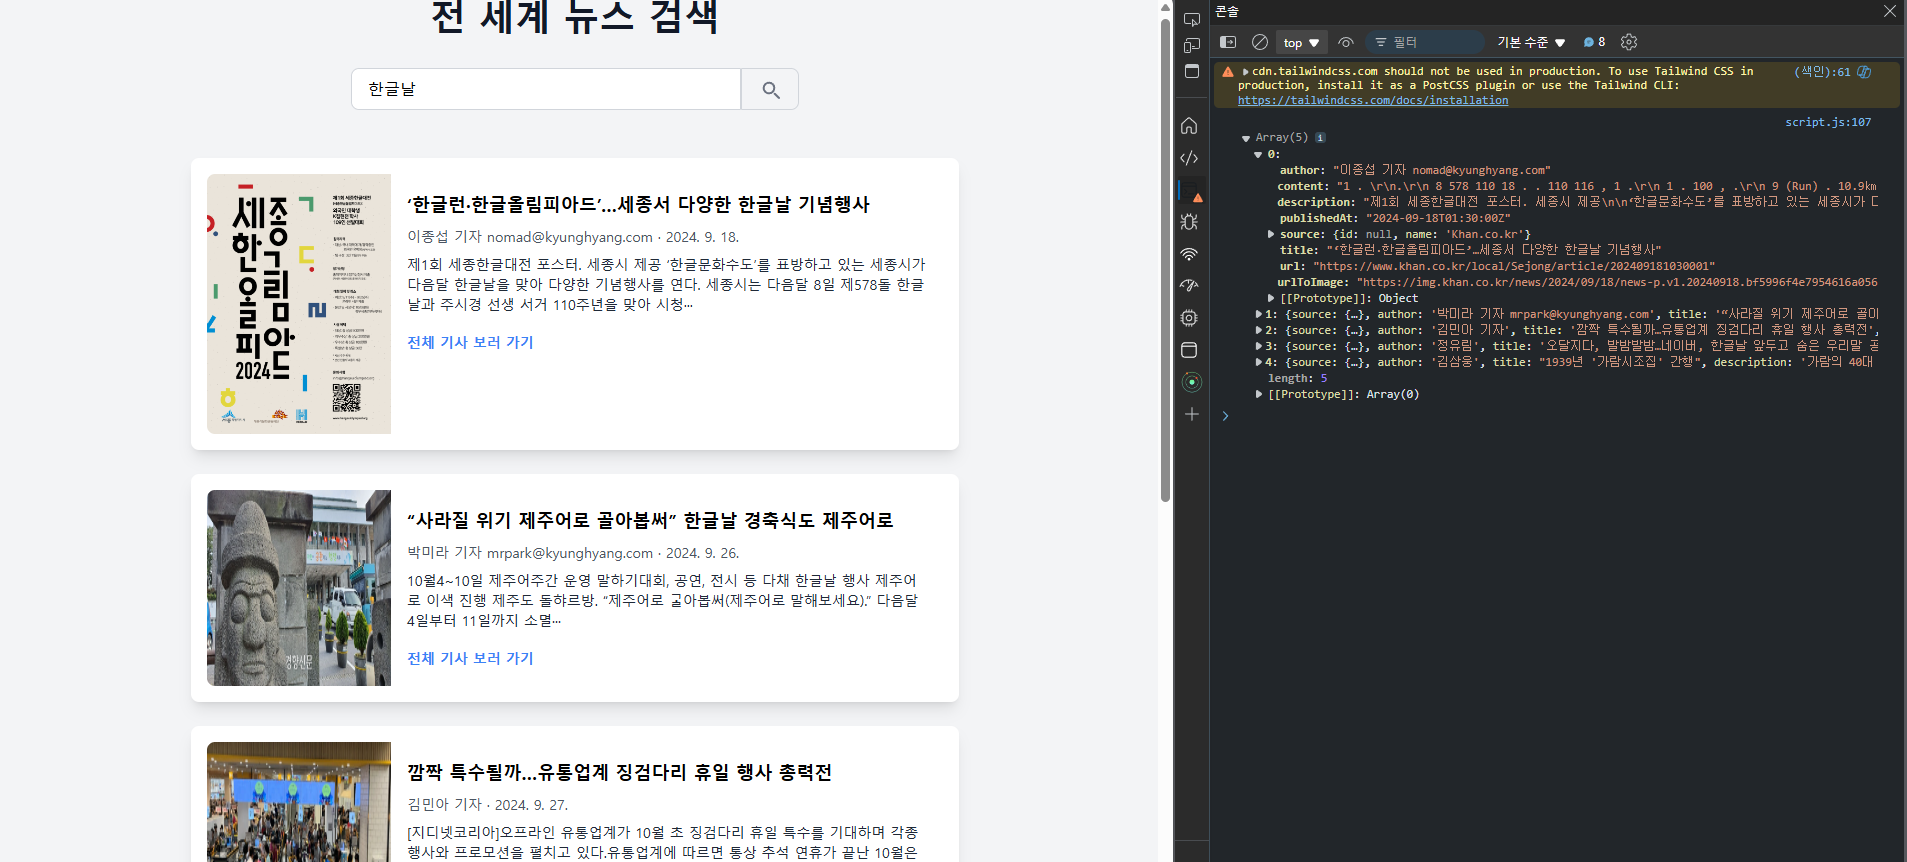 전 세계 뉴스 검색
한글날
세종
한글
올림
피아드
2024
‘한글런·한글올림피아드’…세종서 다양한 한글날 기념행사
이종섭 기자 nomad@kyunghyang.com · 2024. 9. 18.
제1회 세종한글대전 포스터. 세종시 제공 ‘한글문화수도’를 표방하고 있는 세종시가
다음달 한글날을 맞아 다양한 기념행사를 연다. 세종시는 다음달 8일 제578돌 한글
날과 주시경 선생 서거 110주년을 맞아 시청…
전체 기사 보러 가기
“사라질 위기 제주어로 골아봅써” 한글날 경축식도 제주어로
박미라 기자 mrpark@kyunghyang.com · 2024. 9. 26.
10월4~10일 제주어주간 운영 말하기대회, 공연, 전시 등 다채 한글날 행사 제주어
로 이색 진행 제주도 돌하르방. “제주어로 굴아봅써(제주어로 말해보세요).” 다음달
4일부터 11일까지 소멸…
전체 기사 보러 가기
경향신문
깜짝 특수될까…유통업계 징검다리 휴일 행사 총력전
김민아 기자 · 2024. 9. 27.
[지디넷코리아]오프라인 유통업계가 10월 초 징검다리 휴일 특수를 기대하며 각종
행사와 프로모션을 펼치고 있다.유통업계에 따르면 통상 추석 연휴가 끝난 10월은
콘솔
top 필터 기본 수준 8
cdn.tailwindcss.com should not be used in production. To use Tailwind CSS in (색인):61
production, install it as a PostCSS plugin or use the Tailwind CLI:
https://tailwindcss.com/docs/installation
script.js:107
Array(5) i
0:
author: "이종섭 기자 nomad@kyunghyang.com"
content: "1 . \r\n.\r\n 8 578 110 18 . . 110 116 , 1 .\r\n 1 . 100 , .\r\n 9 (Run) . 10.9km
description: "제1회 세종한글대전 포스터. 세종시 제공\n\n‘한글문화수도’를 표방하고 있는 세종시가 다
publishedAt: "2024-09-18T01:30:00Z"
source: {id: null, name: 'Khan.co.kr'}
title: "‘한글런·한글올림피아드’…세종서 다양한 한글날 기념행사"
url: "https://www.khan.co.kr/local/Sejong/article/202409181030001"
urlToImage: "https://img.khan.co.kr/news/2024/09/18/news-p.v1.20240918.bf5996f4e7954616a056
[[Prototype]]: Object
1: {source: {…}, author: '박미라 기자 mrpark@kyunghyang.com', title: '“사라질 위기 제주어로 골아
2: {source: {…}, author: '김민아 기자', title: '깜짝 특수될까…유통업계 징검다리 휴일 행사 총력전',
3: {source: {…}, author: '정유림', title: '오달지다, 발밤발밤…네이버, 한글날 앞두고 숨은 우리말 공
4: {source: {…}, author: '김삼웅', title: "1939년 '가람시조집' 간행", description: '가람의 40대
length: 5
[[Prototype]]: Array(0)